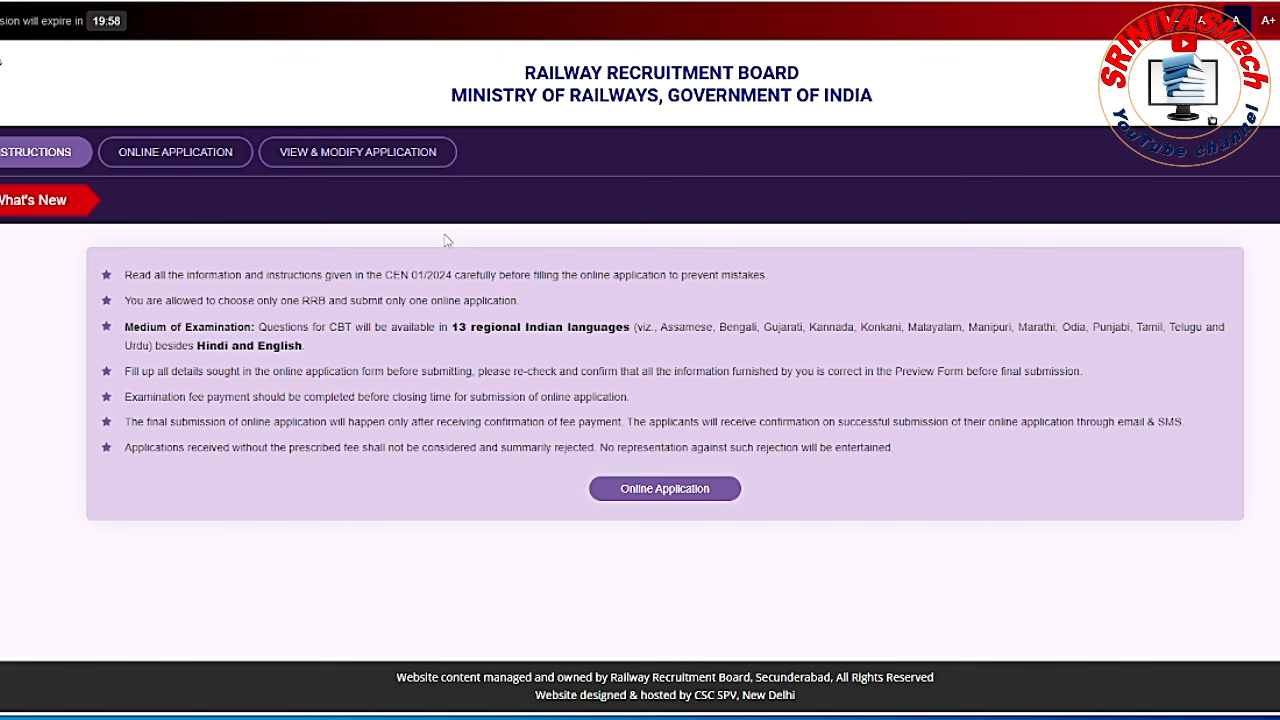 sion will expire in 19:58
A A+
SRINIVASMech
YouTube channel
RAILWAY RECRUITMENT BOARD
MINISTRY OF RAILWAYS, GOVERNMENT OF INDIA
STRUCTIONS ONLINE APPLICATION VIEW & MODIFY APPLICATION
What's New
Read all the information and instructions given in the CEN 01/2024 carefully before filling the online application to prevent mistakes.
You are allowed to choose only one RRB and submit only one online application.
Medium of Examination: Questions for CBT will be available in 13 regional Indian languages (viz., Assamese, Bengali, Gujarati, Kannada, Konkani, Malayalam, Manipuri, Marathi, Odia, Punjabi, Tamil, Telugu and
Urdu) besides Hindi and English.
Fill up all details sought in the online application form before submitting, please re-check and confirm that all the information furnished by you is correct in the Preview Form before final submission.
Examination fee payment should be completed before closing time for submission of online application.
The final submission of online application will happen only after receiving confirmation of fee payment. The applicants will receive confirmation on successful submission of their online application through email & SMS.
Applications received without the prescribed fee shall not be considered and summarily rejected. No representation against such rejection will be entertained.
Online Application
Website content managed and owned by Railway Recruitment Board, Secunderabad, All Rights Reserved
Website designed & hosted by CSC SPV, New Delhi